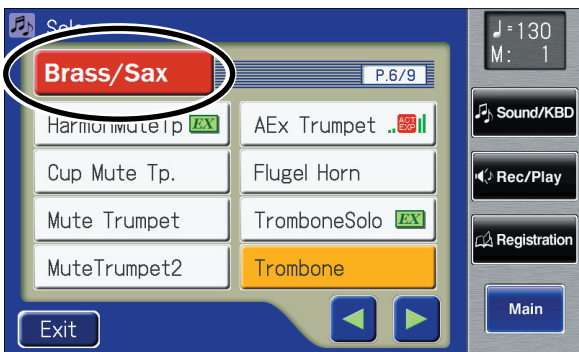 ♩=130
M: 1
Brass/Sax
P.6/9
HarmonMuteTp EX
AEx Trumpet ACT EXP
Cup Mute Tp.
Flugel Horn
Mute Trumpet
TromboneSolo EX
MuteTrumpet2
Trombone
Exit
Sound/KBD
Rec/Play
Registration
Main